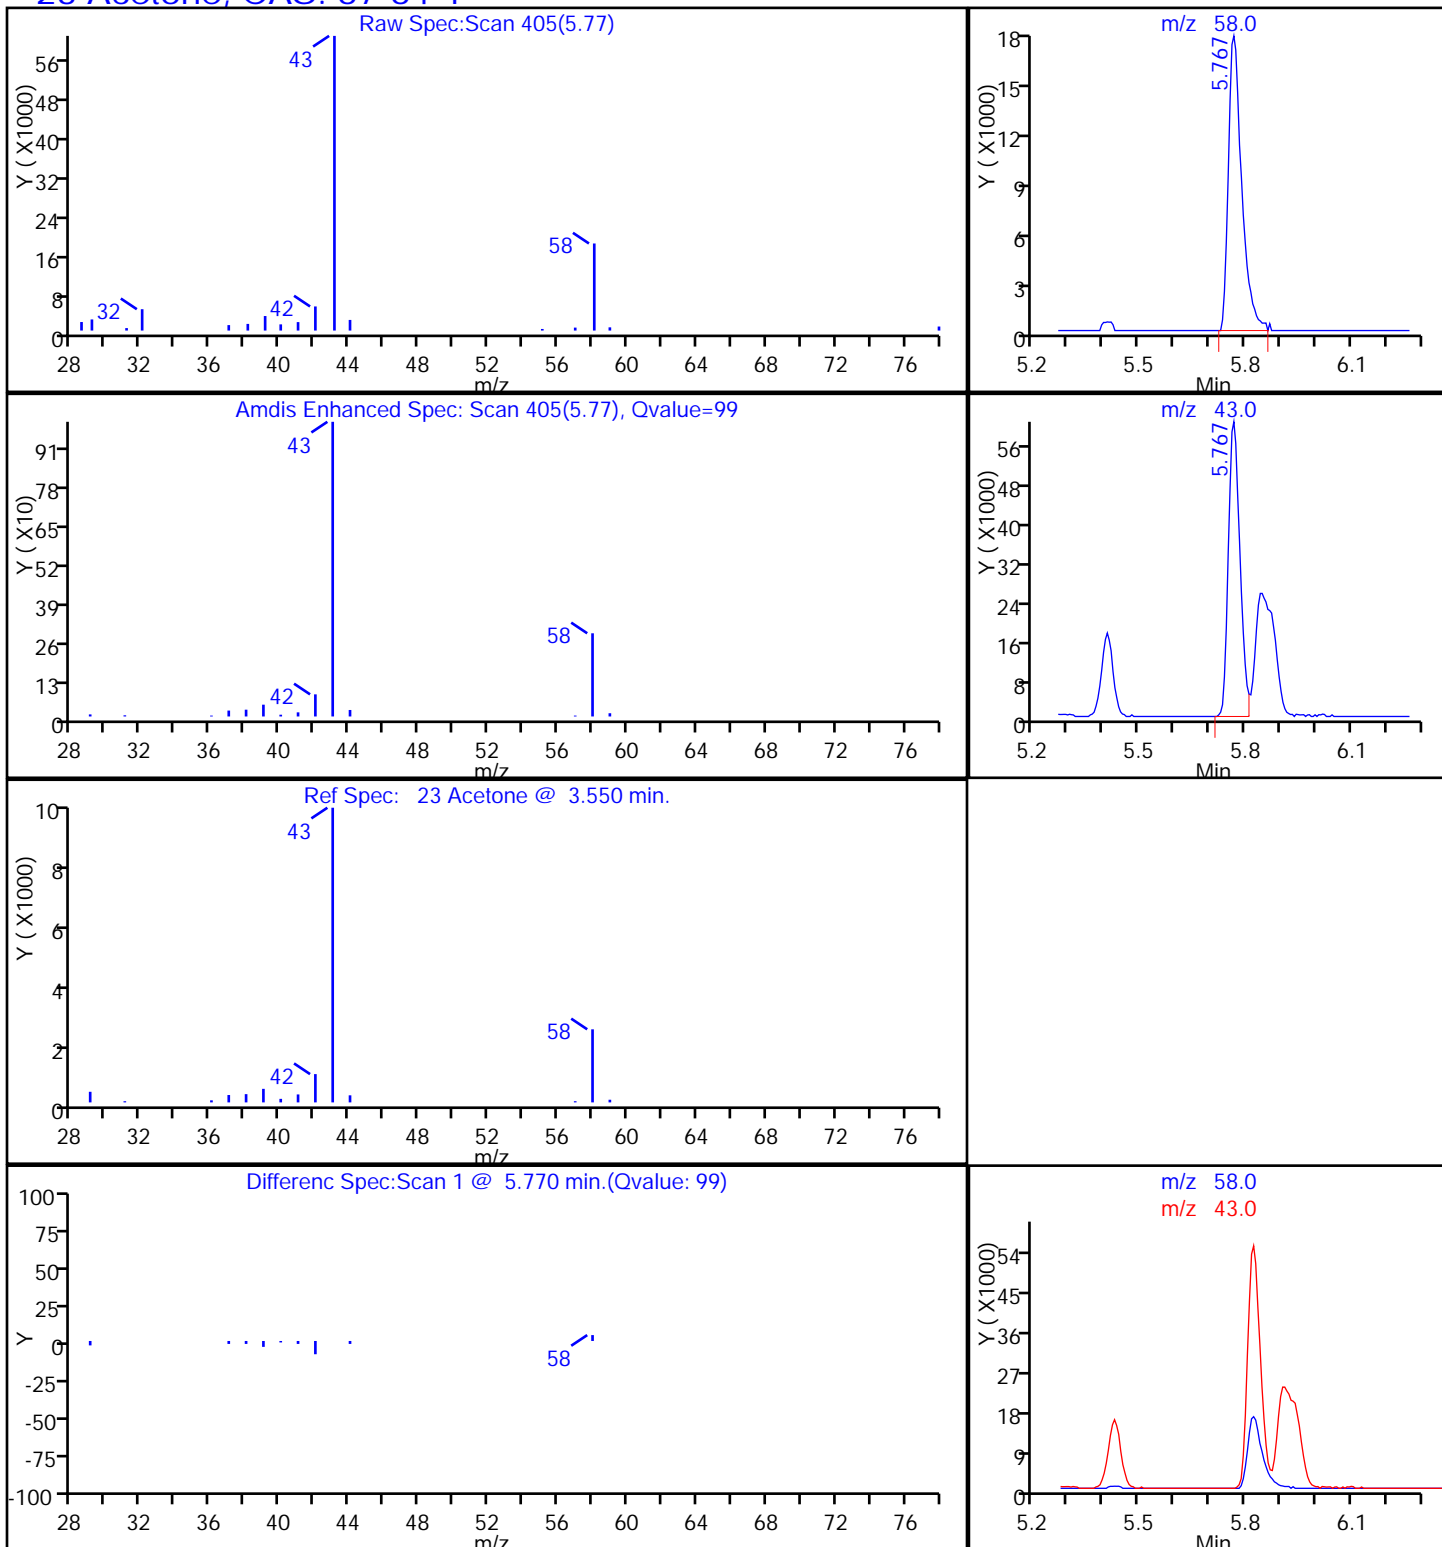 Raw Spec:Scan 405(5.77)
56
48
40
32
24
16
8
0
Y ( X1000)
43
58
42
32
28 32 36 40 44 48 52 56 60 64 68 72 76
m/z
m/z 58.0
18
15
12
9
6
3
0
Y ( X1000)
5.767
5.2 5.5 5.8 6.1
Min
Amdis Enhanced Spec: Scan 405(5.77), Qvalue=99
91
78
65
52
39
26
13
0
Y ( X10)
43
58
42
28 32 36 40 44 48 52 56 60 64 68 72 76
m/z
m/z 43.0
56
48
40
32
24
16
8
0
Y ( X1000)
5.767
5.2 5.5 5.8 6.1
Min
Ref Spec: 23 Acetone @ 3.550 min.
10
8
6
4
2
0
Y ( X1000)
43
58
42
28 32 36 40 44 48 52 56 60 64 68 72 76
m/z
Differenc Spec:Scan 1 @ 5.770 min.(Qvalue: 99)
100
75
50
25
0
-25
-50
-75
-100
Y
58
28 32 36 40 44 48 52 56 60 64 68 72 76
m/z
m/z 58.0
m/z 43.0
54
45
36
27
18
9
0
Y ( X1000)
5.2 5.5 5.8 6.1
Min